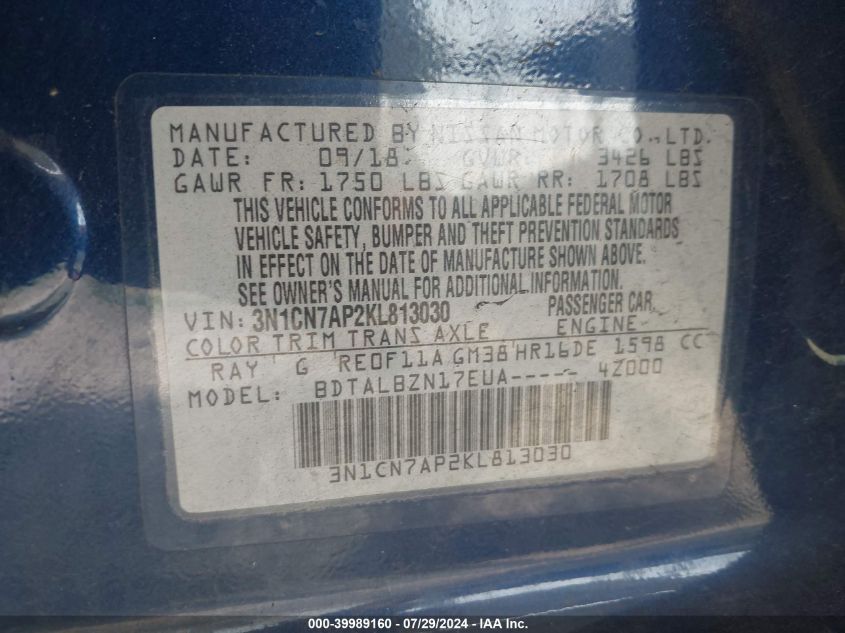 MANUFACTURED BY NISSAN MOTOR CO.,LTD.
DATE: 09/18 GVWR: 3426 LBS
GAWR FR: 1750 LBS GAWR RR: 1708 LBS
THIS VEHICLE CONFORMS TO ALL APPLICABLE FEDERAL MOTOR
VEHICLE SAFETY, BUMPER AND THEFT PREVENTION STANDARDS
IN EFFECT ON THE DATE OF MANUFACTURE SHOWN ABOVE.
SEE OWNER'S MANUAL FOR ADDITIONAL INFORMATION.
VIN: 3N1CN7AP2KL813030 PASSENGER CAR
COLOR TRIM TRANS AXLE ENGINE
RAY G RE0F11A GM38 HR16DE 1598 CC
MODEL: BDTALBZN17EUA----- 4Z000
3N1CN7AP2KL813030
000-39989160 - 07/29/2024 - IAAI.com